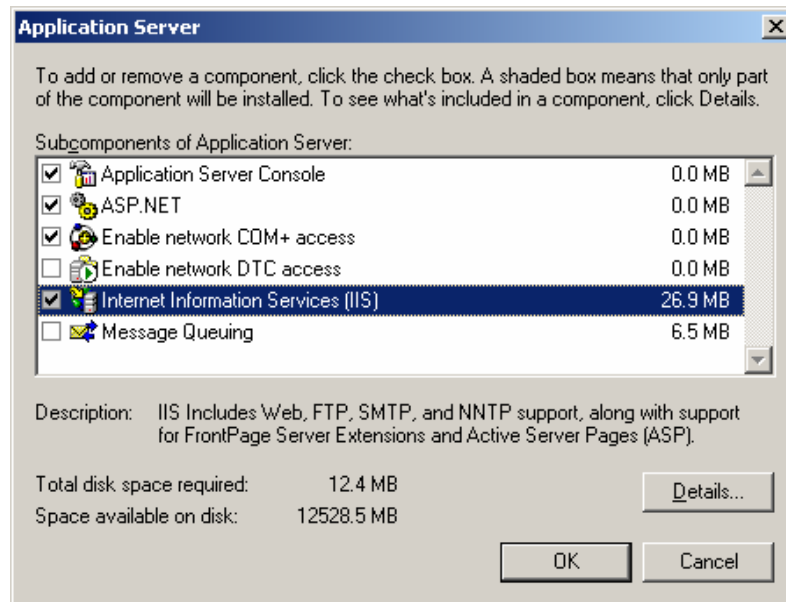 Application Server
To add or remove a component, click the check box. A shaded box means that only part
of the component will be installed. To see what's included in a component, click Details.
Subcomponents of Application Server:
Application Server Console 0.0 MB
ASP.NET 0.0 MB
Enable network COM+ access 0.0 MB
Enable network DTC access 0.0 MB
Internet Information Services (IIS) 26.9 MB
Message Queuing 6.5 MB
Description: IIS Includes Web, FTP, SMTP, and NNTP support, along with support
for FrontPage Server Extensions and Active Server Pages (ASP).
Total disk space required: 12.4 MB
Details...
Space available on disk: 12528.5 MB
OK Cancel